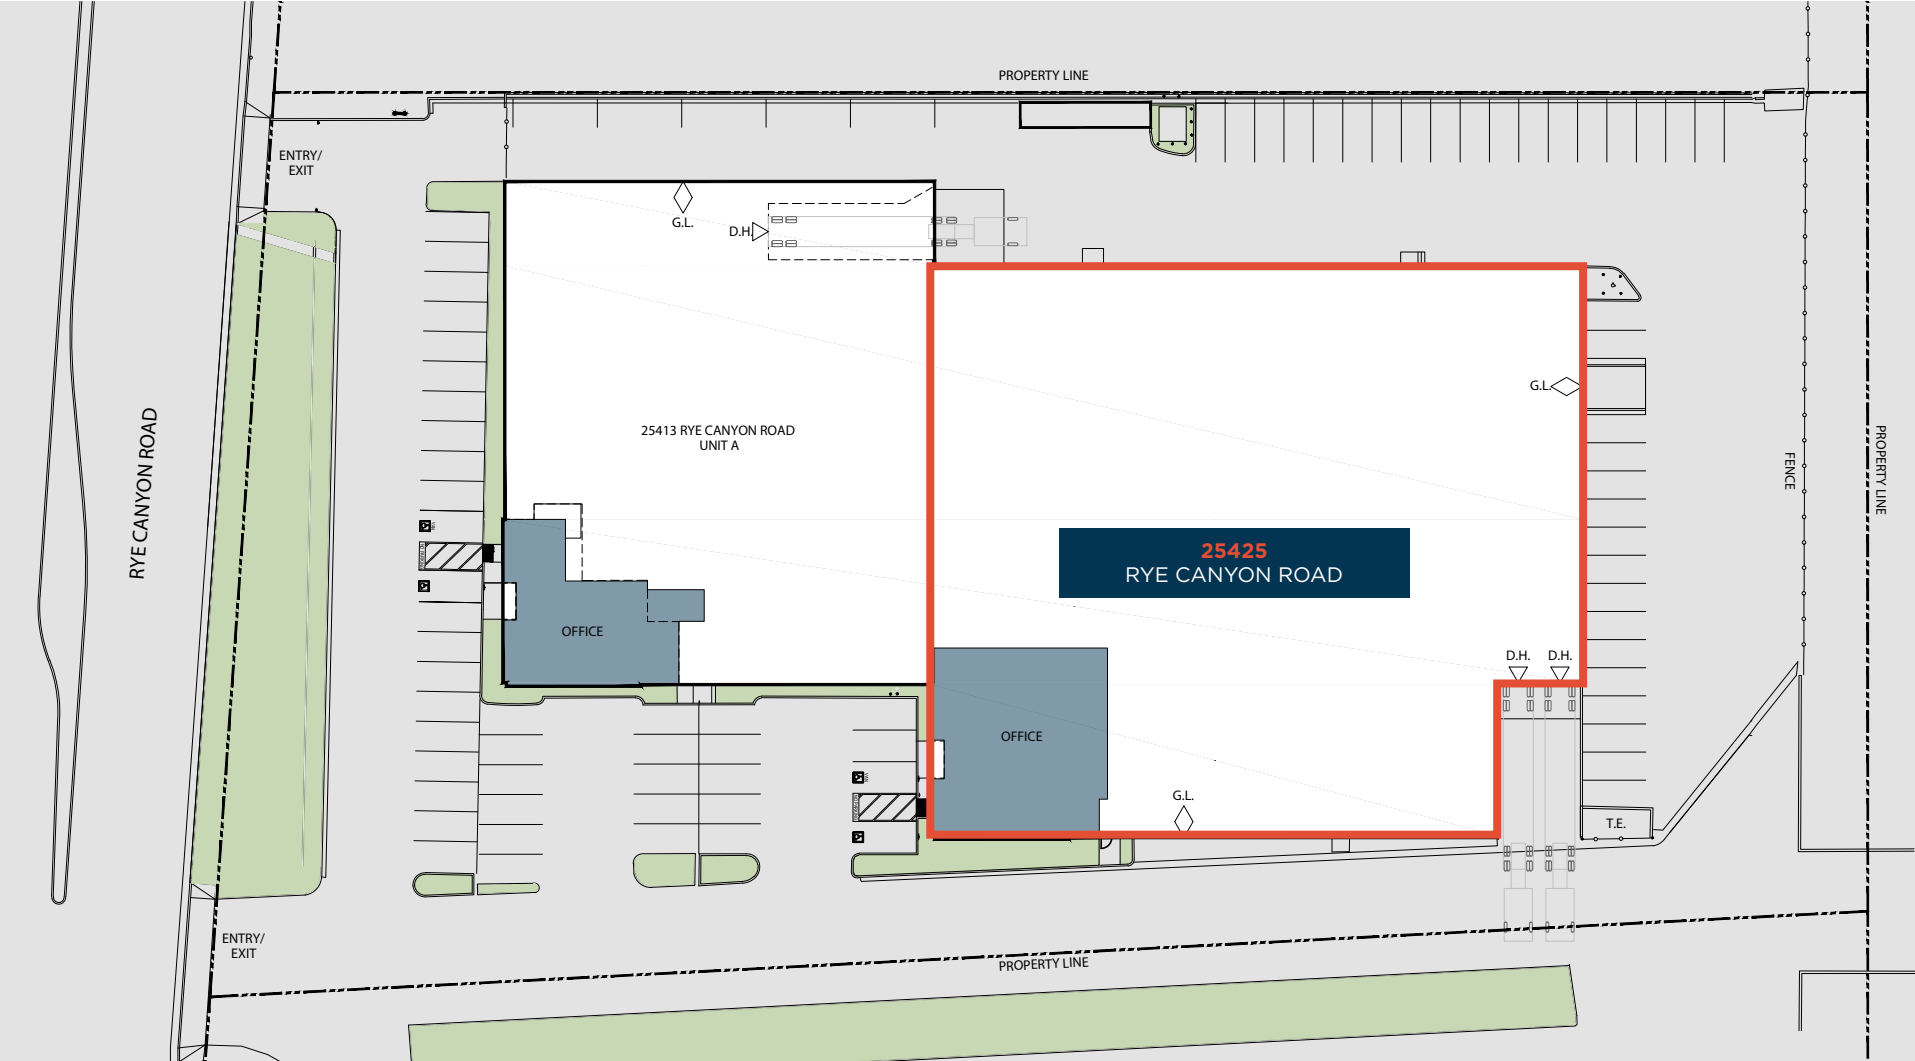 PROPERTY LINE
ENTRY/
EXIT
G.L.
D.H.
G.L.
RYE CANYON ROAD
25413 RYE CANYON ROAD
UNIT A
FENCE
PROPERTY LINE
25425
RYE CANYON ROAD
OFFICE
D.H.
D.H.
OFFICE
G.L.
T.E.
ENTRY/
EXIT
PROPERTY LINE